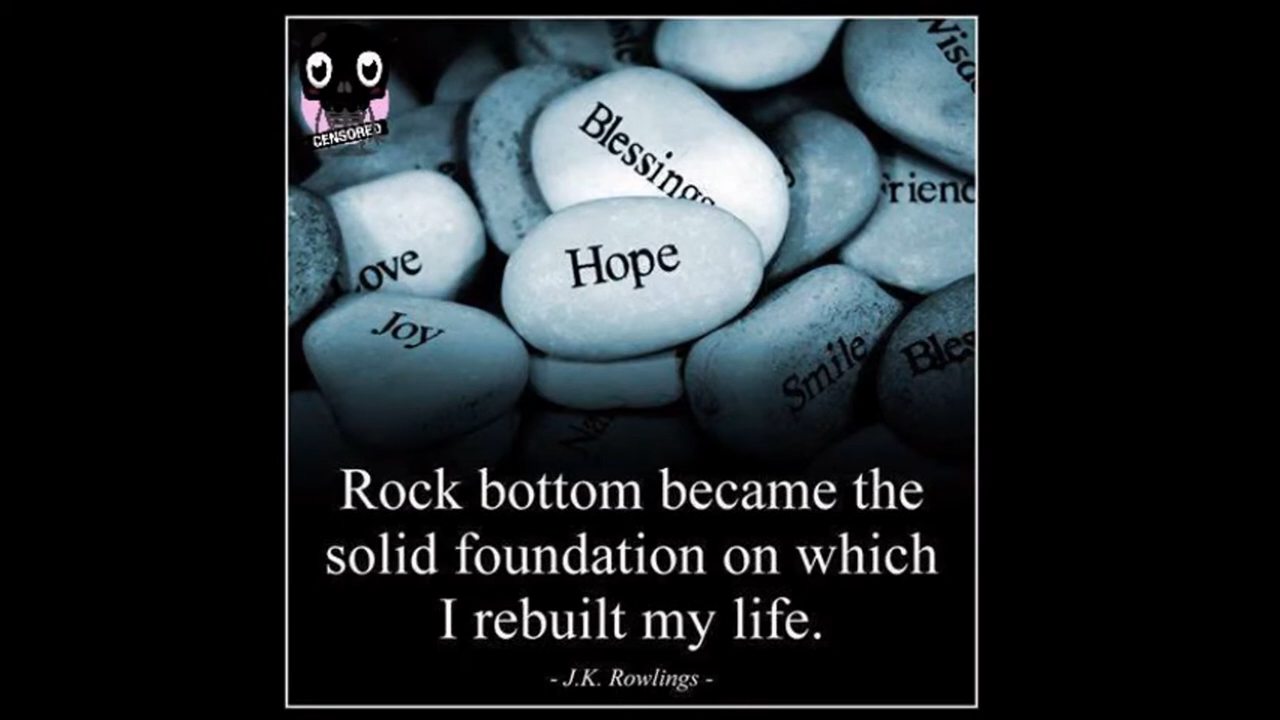 CENSORED
Blessings
Hope
Love
Joy
Smile
Rock bottom became the
solid foundation on which
I rebuilt my life.
- J.K. Rowlings -